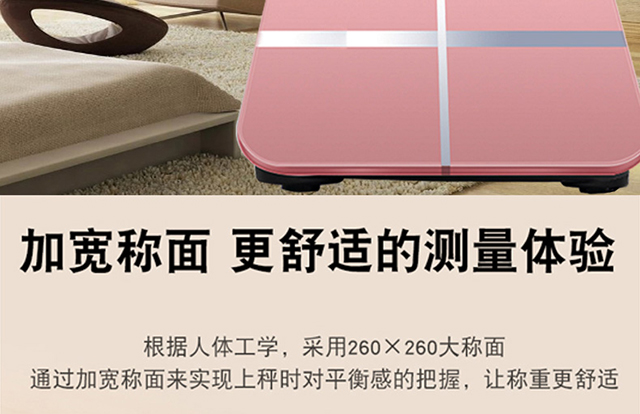 加宽称面 更舒适的测量体验
根据人体工学，采用260×260大称面
通过加宽称面来实现上秤时对平衡感的把握，让称重更舒适